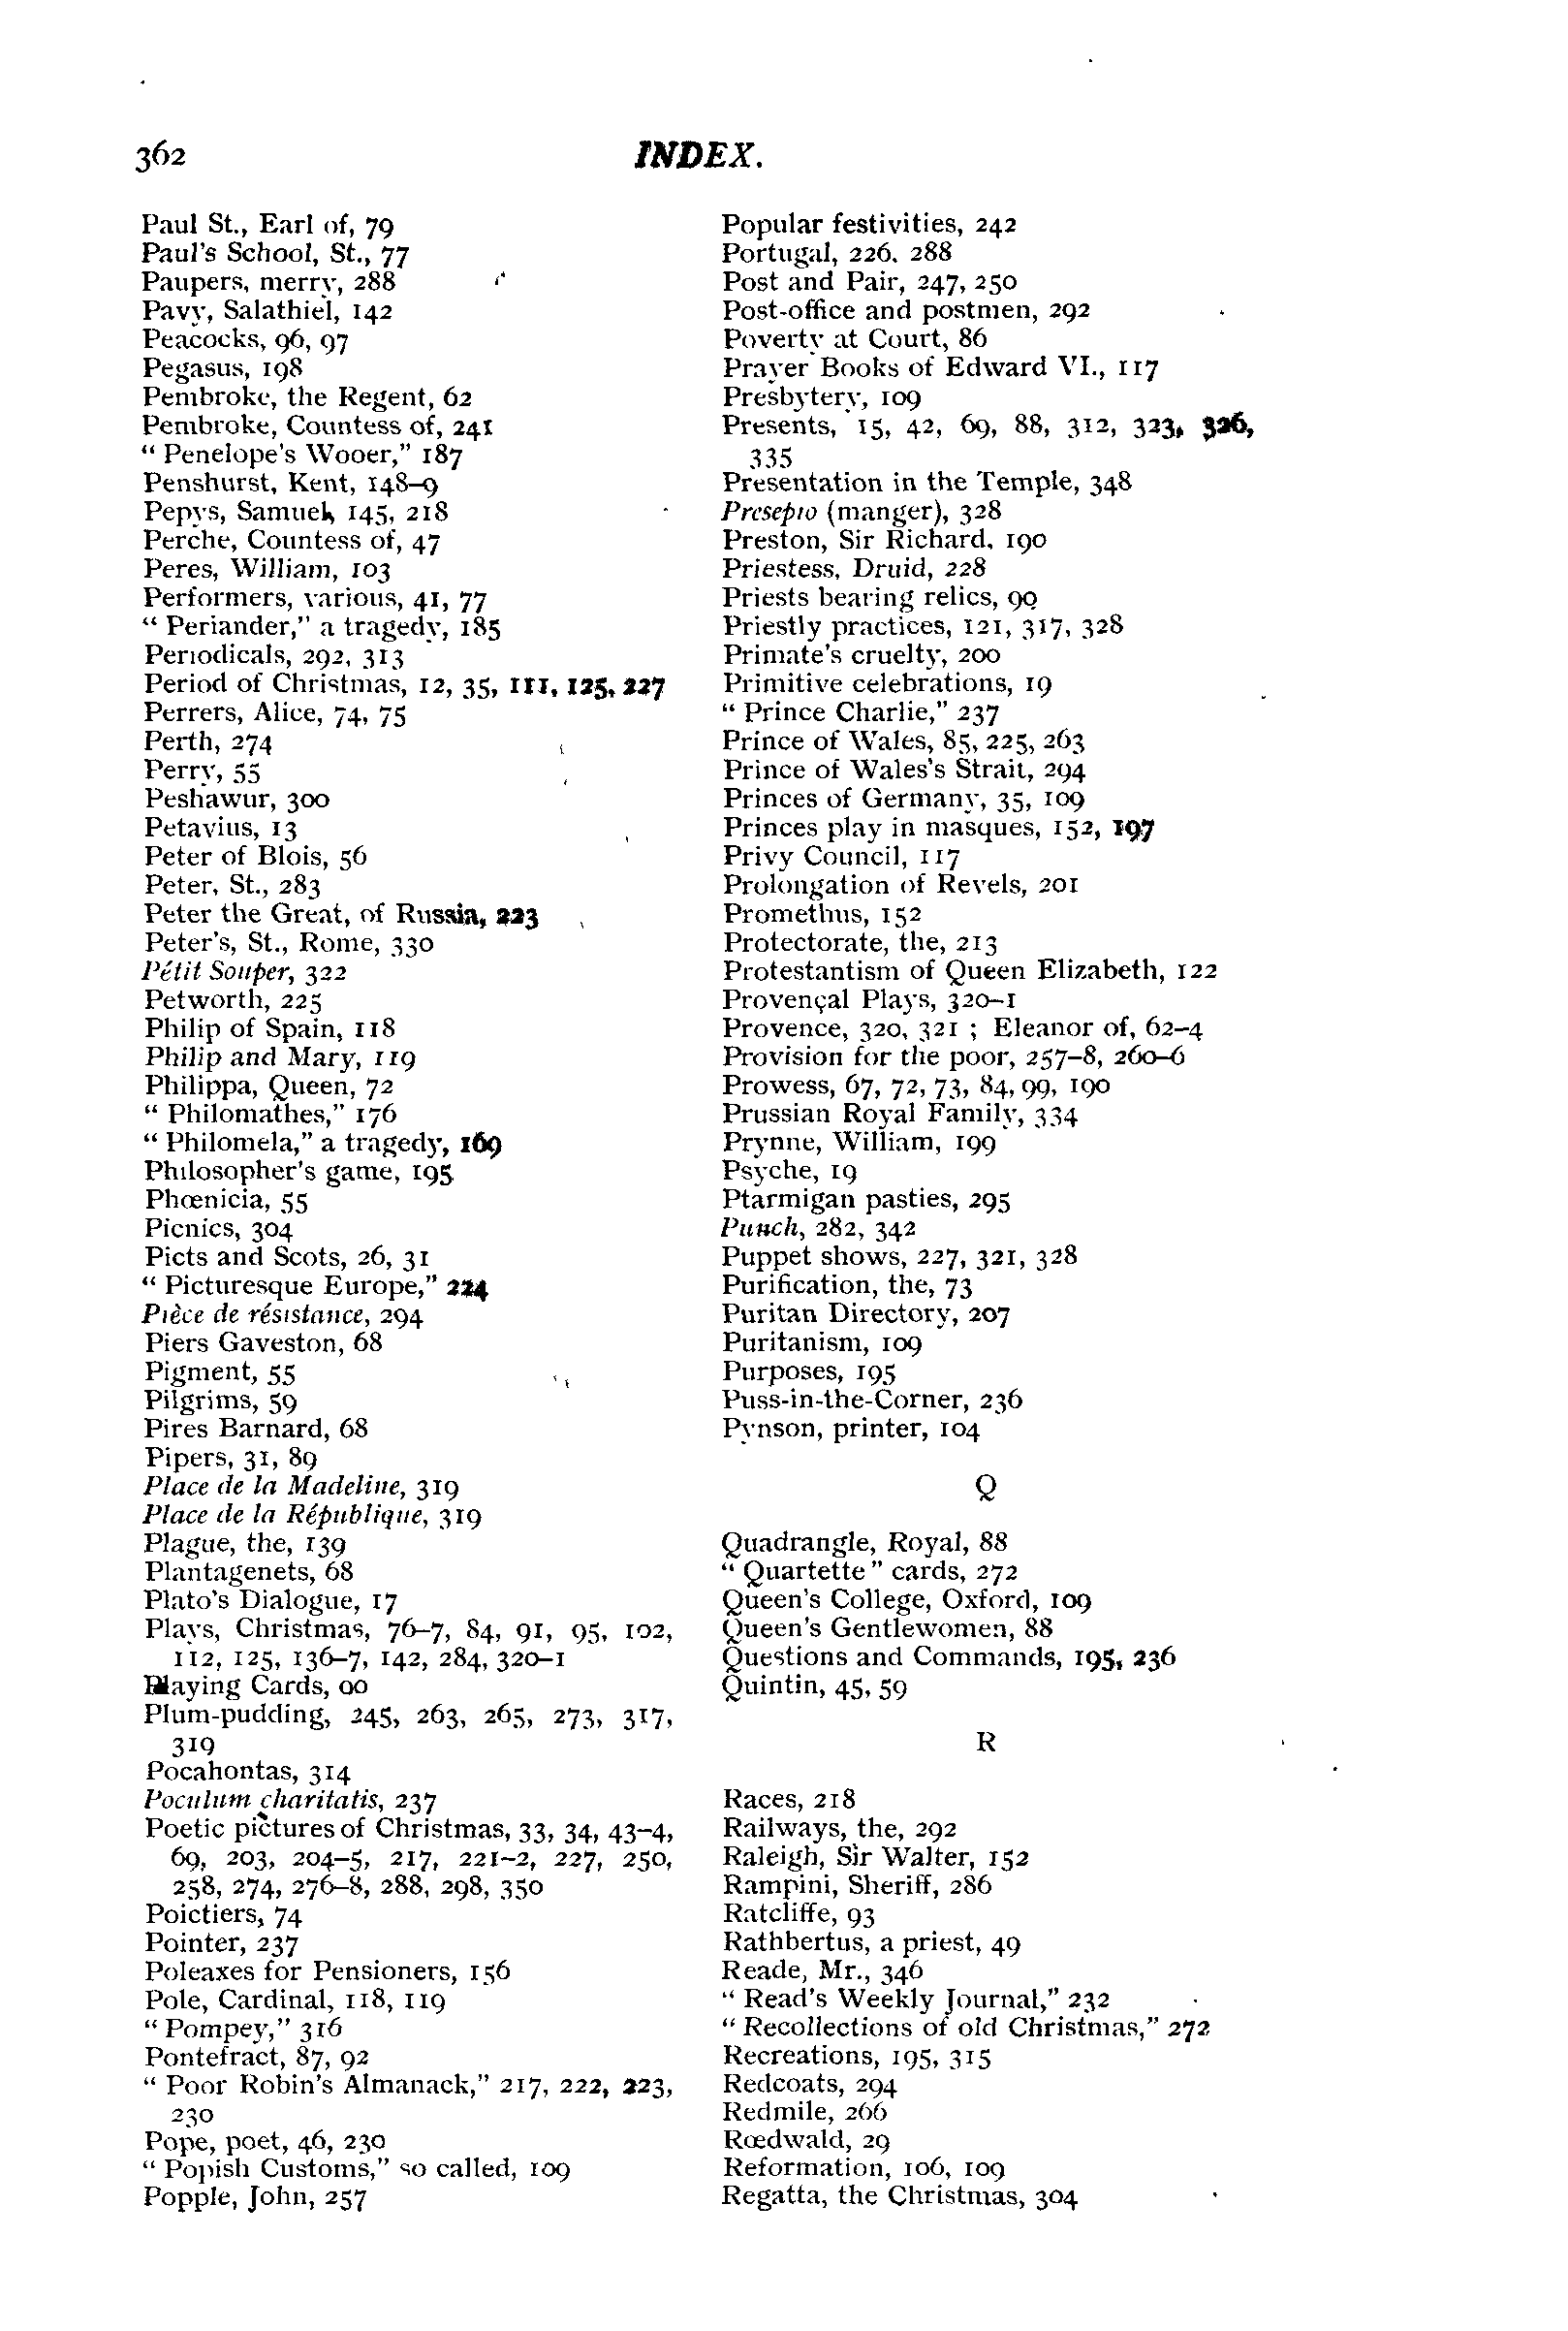 362
INDEX.
Paul St., Earl of, 79
Paul's School, St., 77
Paupers, merry, 288
Pavy, Salathiel, 142
Peacocks, 96, 97
Pegasus, 198
Pembroke, the Regent, 62
Pembroke, Countess of, 241
“ Penelope's Wooer,” 187
Penshurst, Kent, 148–9
Pepys, Samuel, 145, 218
Perche, Countess of, 47
Peres, William, 103
Performers, various, 41, 77
“ Periander,” a tragedy, 185
Periodicals, 292, 313
Period of Christmas, 12, 35, 111, 125, 227
Perrers, Alice, 74, 75
Perth, 274
Perry, 55
Peshawur, 300
Petavius, 13
Peter of Blois, 56
Peter, St., 283
Peter the Great, of Russia, 223
Peter's, St., Rome, 330
Pétit Souper, 322
Petworth, 225
Philip of Spain, 118
Philip and Mary, 119
Philippa, Queen, 72
“ Philomathes,” 176
“ Philomela,” a tragedy, 169
Philosopher's game, 195
Phœnicia, 55
Picnics, 304
Picts and Scots, 26, 31
“ Picturesque Europe,” 224
Pièce de résistance, 294
Piers Gaveston, 68
Pigment, 55
Pilgrims, 59
Pires Barnard, 68
Pipers, 31, 89
Place de la Madeline, 319
Place de la République, 319
Plague, the, 139
Plantagenets, 68
Plato's Dialogue, 17
Plays, Christmas, 76–7, 84, 91, 95, 102,
112, 125, 136–7, 142, 284, 320–1
Playing Cards, 00
Plum-pudding, 245, 263, 265, 273, 317,
319
Pocahontas, 314
Poculum charitatis, 237
Poetic pictures of Christmas, 33, 34, 43–4,
69, 203, 204–5, 217, 221–2, 227, 250,
258, 274, 276–8, 288, 298, 350
Poictiers, 74
Pointer, 237
Poleaxes for Pensioners, 156
Pole, Cardinal, 118, 119
“ Pompey,” 316
Pontefract, 87, 92
“ Poor Robin's Almanack,” 217, 222, 223,
230
Pope, poet, 46, 230
“ Popish Customs,” so called, 109
Popple, John, 257
Popular festivities, 242
Portugal, 226. 288
Post and Pair, 247, 250
Post-office and postmen, 292
Poverty at Court, 86
Prayer Books of Edward VI., 117
Presbytery, 109
Presents, 15, 42, 69, 88, 312, 323, 326,
335
Presentation in the Temple, 348
Presepio (manger), 328
Preston, Sir Richard, 190
Priestess, Druid, 228
Priests bearing relics, 90
Priestly practices, 121, 317, 328
Primate's cruelty, 200
Primitive celebrations, 19
“ Prince Charlie,” 237
Prince of Wales, 85, 225, 263
Prince of Wales's Strait, 294
Princes of Germany, 35, 109
Princes play in masques, 152, 197
Privy Council, 117
Prolongation of Revels, 201
Promethus, 152
Protectorate, the, 213
Protestantism of Queen Elizabeth, 122
Provençal Plays, 320–1
Provence, 320, 321 ; Eleanor of, 62–4
Provision for the poor, 257–8, 260–6
Prowess, 67, 72, 73, 84, 99, 190
Prussian Royal Family, 334
Prynne, William, 199
Psyche, 19
Ptarmigan pasties, 295
Punch, 282, 342
Puppet shows, 227, 321, 328
Purification, the, 73
Puritan Directory, 207
Puritanism, 109
Purposes, 195
Puss-in-the-Corner, 236
Pynson, printer, 104
Q
Quadrangle, Royal, 88
“ Quartette ” cards, 272
Queen's College, Oxford, 109
Queen's Gentlewomen, 88
Questions and Commands, 195, 236
Quintin, 45, 59
R
Races, 218
Railways, the, 292
Raleigh, Sir Walter, 152
Rampini, Sheriff, 286
Ratcliffe, 93
Rathbertus, a priest, 49
Reade, Mr., 346
“ Read's Weekly Journal,” 232
“ Recollections of old Christmas,” 272
Recreations, 195, 315
Redcoats, 294
Redmile, 266
Rœdwald, 29
Reformation, 106, 109
Regatta, the Christmas, 304